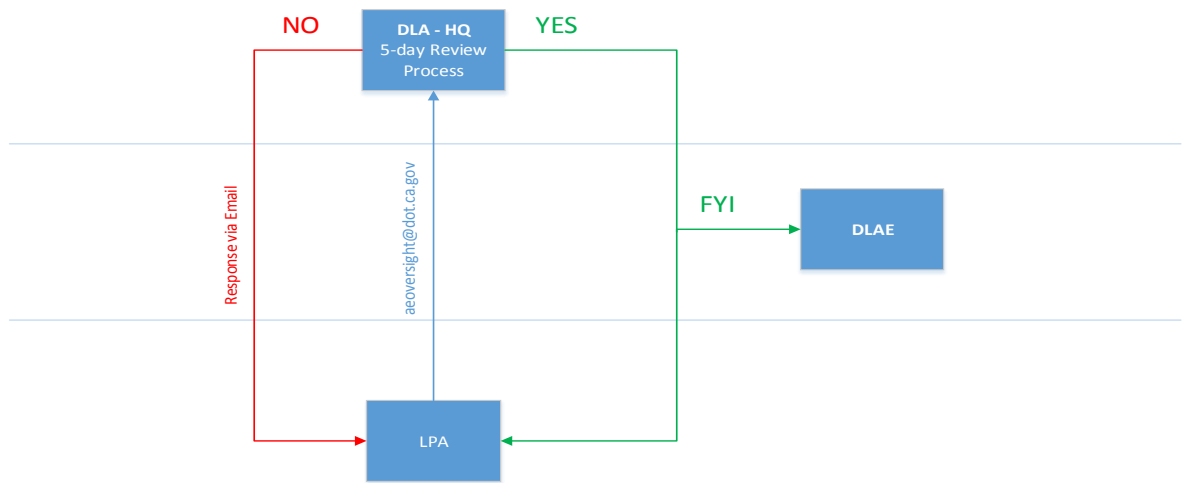 NO
DLA - HQ
5-day Review
Process
YES
Response via Email
aeoversight@dot.ca.gov
FYI
DLAE
LPA